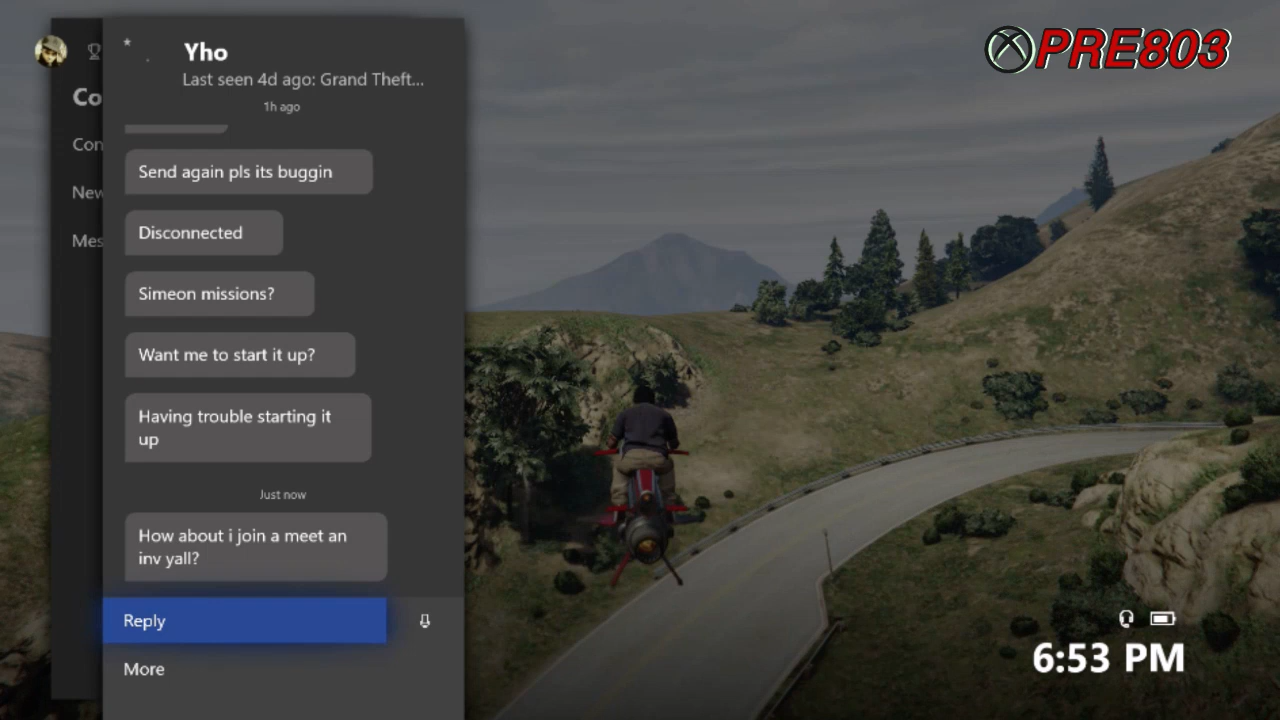 PRE803
Yho
Last seen 4d ago: Grand Theft...
1h ago
Co
Con
New
Mes
Send again pls its buggin
Disconnected
Simeon missions?
Want me to start it up?
Having trouble starting it
up
Just now
How about i join a meet an
inv yall?
Reply
More
6:53 PM